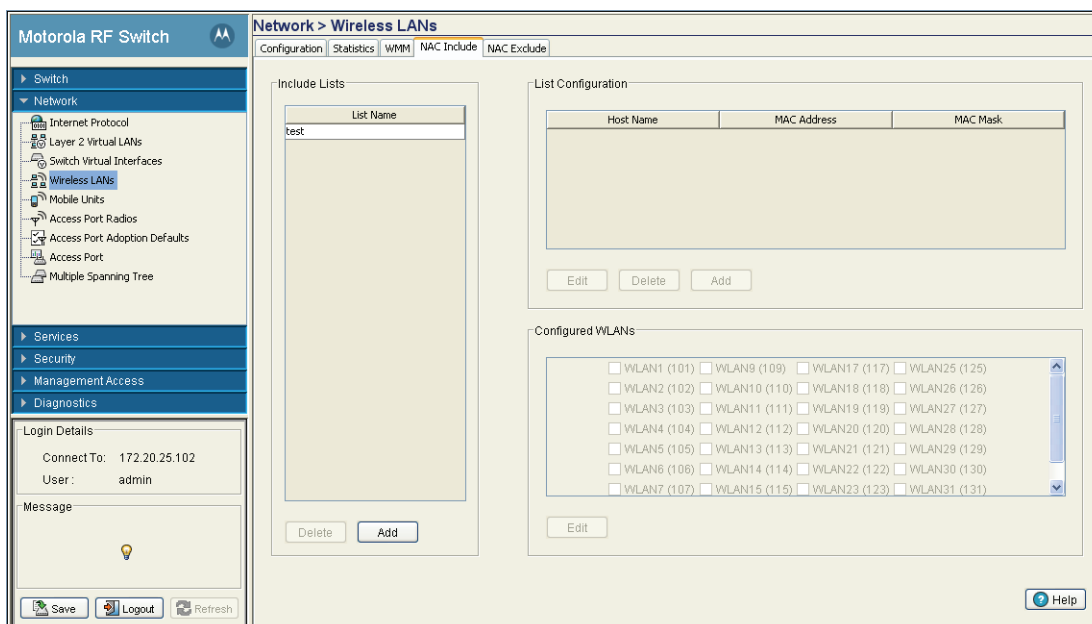 Motorola RF Switch
Switch
Network
Internet Protocol
Layer 2 Virtual LANs
Switch Virtual Interfaces
Wireless LANs
Mobile Units
Access Port Radios
Access Port Adoption Defaults
Access Port
Multiple Spanning Tree
Services
Security
Management Access
Diagnostics
Login Details
Connect To: 172.20.25.102
User: admin
Message
Save Logout Refresh
Network > Wireless LANs
Configuration Statistics WMM NAC Include NAC Exclude
Include Lists
List Name
test
Delete Add
List Configuration
Host Name MAC Address MAC Mask
Edit Delete Add
Configured WLANs
WLAN1 (101) WLAN9 (109) WLAN17 (117) WLAN25 (125)
WLAN2 (102) WLAN10 (110) WLAN18 (118) WLAN26 (126)
WLAN3 (103) WLAN11 (111) WLAN19 (119) WLAN27 (127)
WLAN4 (104) WLAN12 (112) WLAN20 (120) WLAN28 (128)
WLAN5 (105) WLAN13 (113) WLAN21 (121) WLAN29 (129)
WLAN6 (106) WLAN14 (114) WLAN22 (122) WLAN30 (130)
WLAN7 (107) WLAN15 (115) WLAN23 (123) WLAN31 (131)
Edit
Help